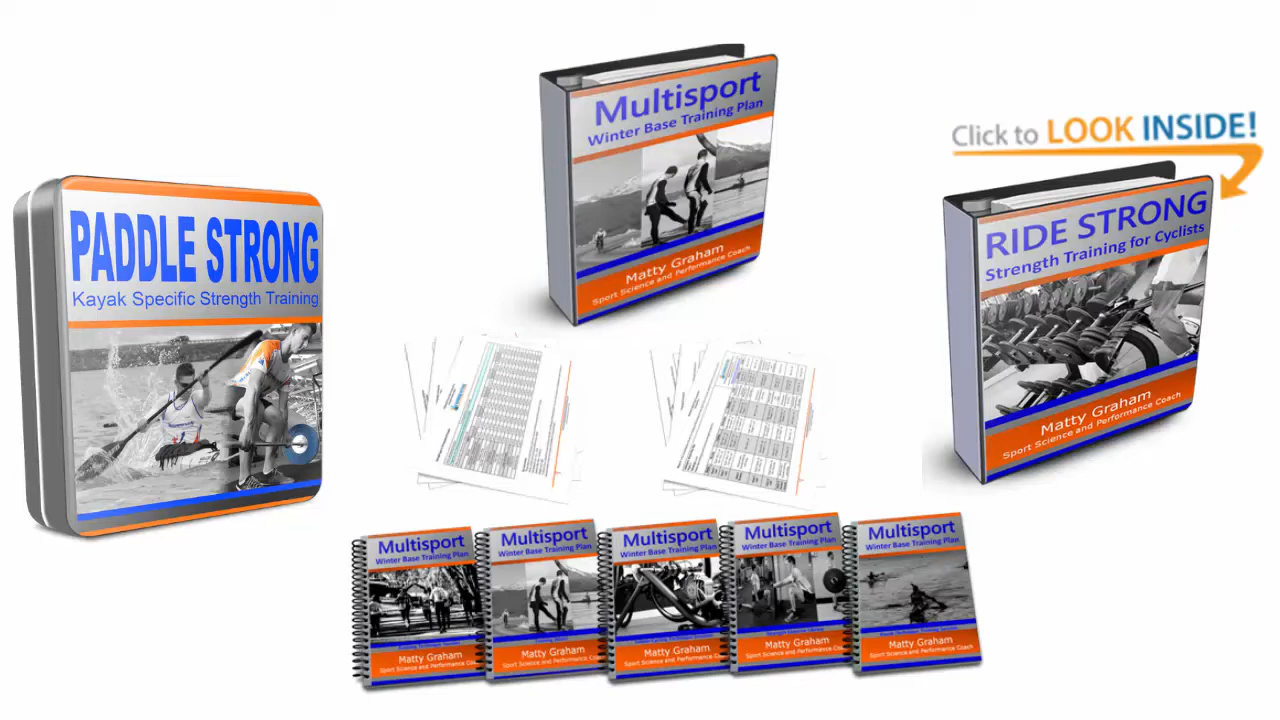 Multisport
Winter Base Training Plan
Matty Graham
Sport Science and Performance Coach
Click to LOOK INSIDE!
PADDLE STRONG
Kayak Specific Strength Training
RIDE STRONG
Strength Training for Cyclists
Matty Graham
Sport Science and Performance Coach
Multisport
Winter Base Training Plan
Matty Graham
Sport Science and Performance Coach
Multisport
Winter Base Training Plan
Matty Graham
Sport Science and Performance
Multisport
Winter Base Training Plan
Matty Graham
Sport Science and Performance
Multisport
Winter Base Training Plan
Matty Graham
Sport Science and Performance
Multisport
Winter Base Training Plan
Matty Graham
Sport Science and Performance Coach